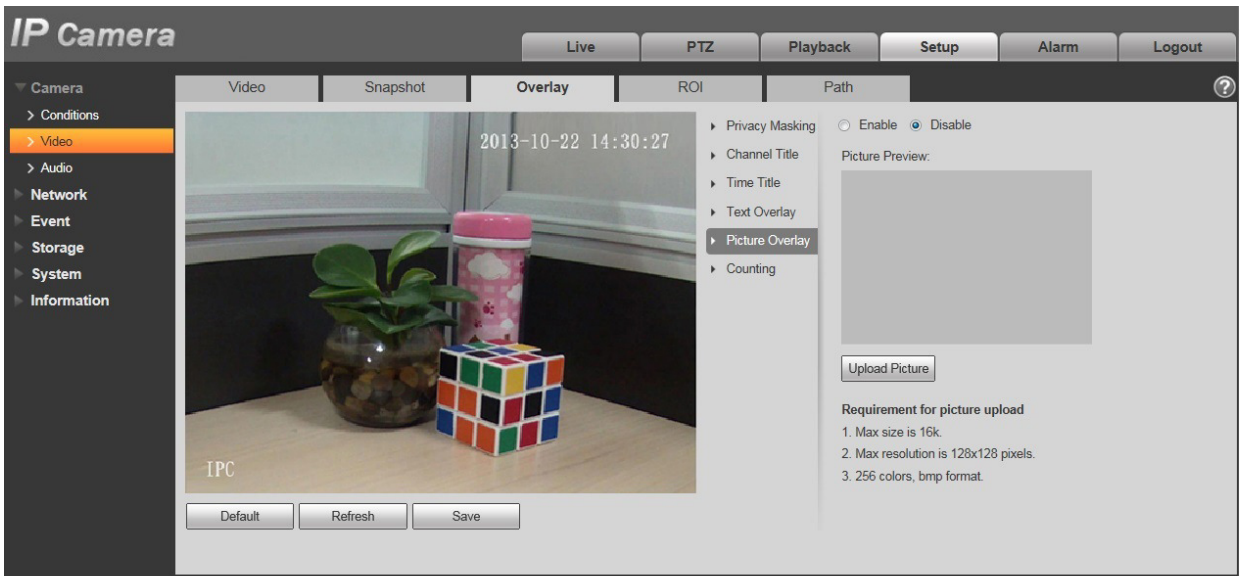 IP Camera
Live PTZ Playback Setup Alarm Logout
Camera
Conditions
Video
Audio
Network
Event
Storage
System
Information
Video Snapshot Overlay ROI Path
?
2013-10-22 14:30:27
IPC
Default Refresh Save
Privacy Masking
Channel Title
Time Title
Text Overlay
Picture Overlay
Counting
Enable Disable
Picture Preview:
Upload Picture
Requirement for picture upload
1. Max size is 16k.
2. Max resolution is 128x128 pixels.
3. 256 colors, bmp format.